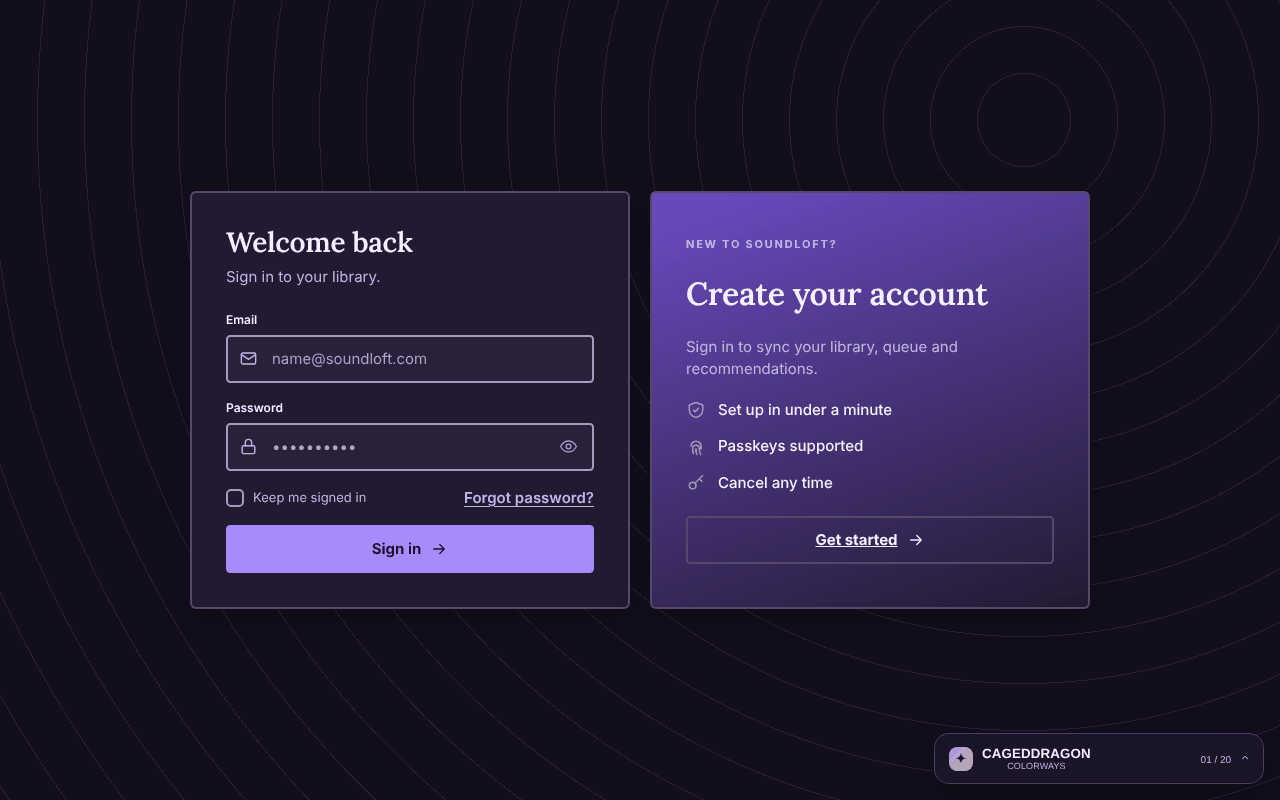 Welcome back
Sign in to your library.
Email
name@soundloft.com
Password
••••••••••
Keep me signed in
Forgot password?
Sign in →
NEW TO SOUNDLOFT?
Create your account
Sign in to sync your library, queue and
recommendations.
Set up in under a minute
Passkeys supported
Cancel any time
Get started →
CAGEDDRAGON
COLORWAYS
01 / 20